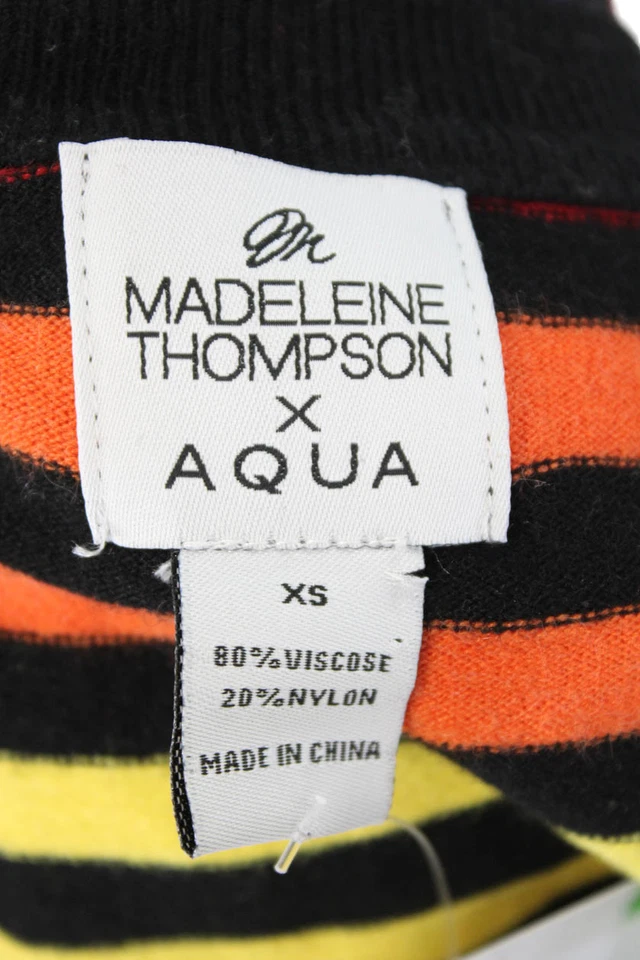 MADELEINE
THOMPSON
X
AQUA
XS
80%VISCOSE
20%NYLON
MADE IN CHINA